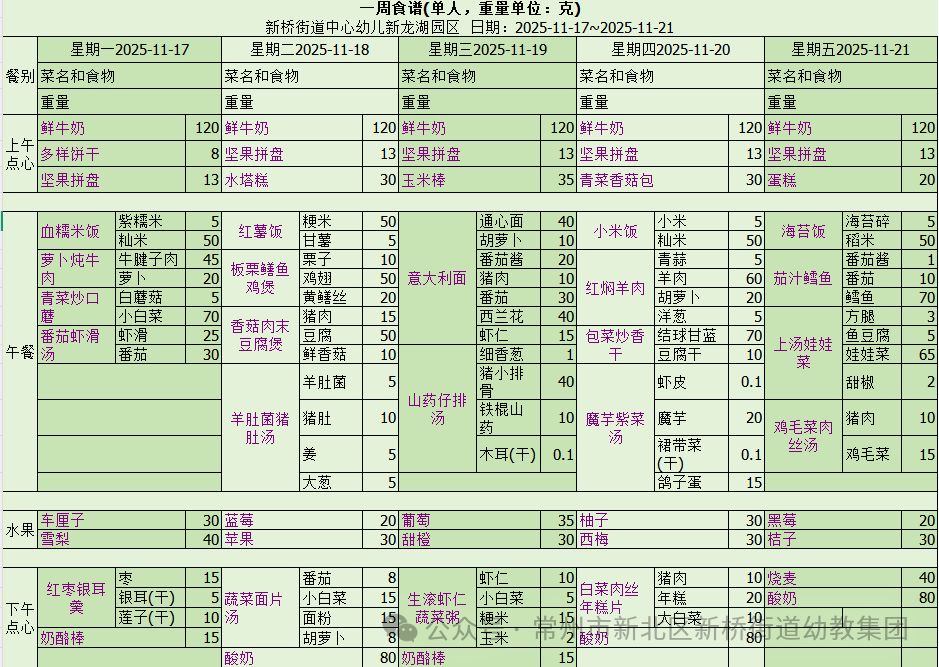 一周食谱(单人，重量单位：克)
新桥街道中心幼儿新龙湖园区 日期：2025-11-17~2025-11-21
餐别 星期一2025-11-17 星期二2025-11-18 星期三2025-11-19 星期四2025-11-20 星期五2025-11-21
菜名和食物 菜名和食物 菜名和食物 菜名和食物 菜名和食物
重量 重量 重量 重量 重量
上午点心 鲜牛奶 120 鲜牛奶 120 鲜牛奶 120 鲜牛奶 120 鲜牛奶 120
多样饼干 8 坚果拼盘 13 坚果拼盘 13 坚果拼盘 13 坚果拼盘 13
坚果拼盘 13 水塔糕 30 玉米棒 35 青菜香菇包 30 蛋糕 20
午餐
血糯米饭 紫糯米 5 红薯饭 粳米 50 意大利面 通心面 40 小米饭 小米 5 海苔饭 海苔碎 5
籼米 50 甘薯 5 胡萝卜 10 籼米 50 稻米 50
萝卜炖牛肉 牛腱子肉 45 板栗鳝鱼鸡煲 栗子 10 番茄酱 20 红焖羊肉 青蒜 5 茄汁鳕鱼 番茄酱 1
萝卜 20 鸡翅 50 猪肉 10 羊肉 60 番茄 10
青菜炒口蘑 白蘑菇 5 黄鳝丝 20 番茄 30 胡萝卜 20 鳕鱼 70
小白菜 70 香菇肉末豆腐煲 猪肉 15 西兰花 40 洋葱 5 上汤娃娃菜 方腿 3
番茄虾滑汤 虾滑 25 豆腐 50 虾仁 15 包菜炒香干 结球甘蓝 70 鱼豆腐 5
番茄 30 鲜香菇 10 山药仔排汤 细香葱 1 豆腐干 10 娃娃菜 65
羊肚菌猪肚汤 羊肚菌 5 猪小排骨 40 魔芋紫菜汤 虾皮 0.1 甜椒 2
猪肚 10 铁棍山药 10 魔芋 20 鸡毛菜肉丝汤 猪肉 10
姜 5 木耳(干) 0.1 裙带菜(干) 0.1 鸡毛菜 15
大葱 5 鸽子蛋 15
水果 车厘子 30 蓝莓 20 葡萄 35 柚子 30 黑莓 20
雪梨 40 苹果 30 甜橙 30 西梅 30 桔子 30
下午点心 红枣银耳羹 枣 15 蔬菜面片汤 番茄 8 生滚虾仁蔬菜粥 虾仁 10 白菜肉丝年糕片 猪肉 10 烧麦 40
银耳(干) 5 小白菜 15 小白菜 5 年糕 20 酸奶 80
莲子(干) 10 面粉 15 粳米 15 大白菜 10
奶酪棒 15 胡萝卜 8 玉米 2 酸奶 80
酸奶 80 奶酪棒 15
公众号 · 常州市新北区新桥街道幼教集团